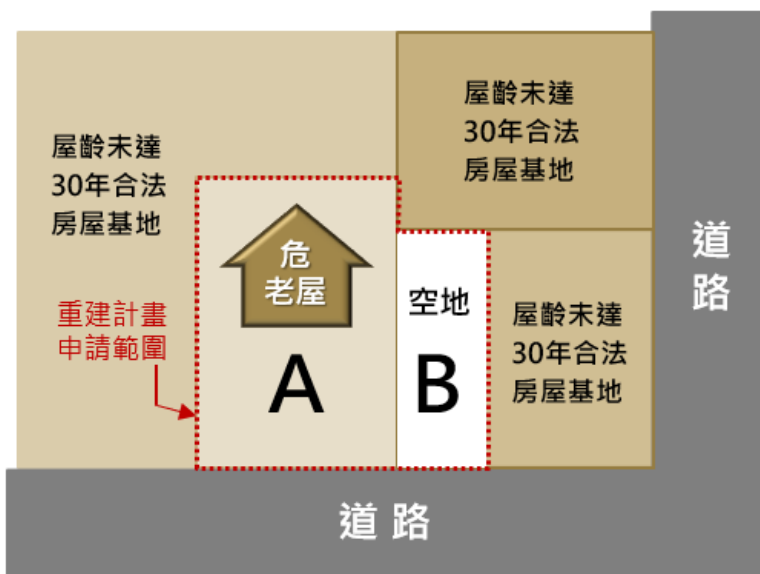 屋齡未達
30年合法
房屋基地
屋齡未達
30年合法
房屋基地
危
老屋
重建計畫
申請範圍
A
空地
B
屋齡未達
30年合法
房屋基地
道
路
道路